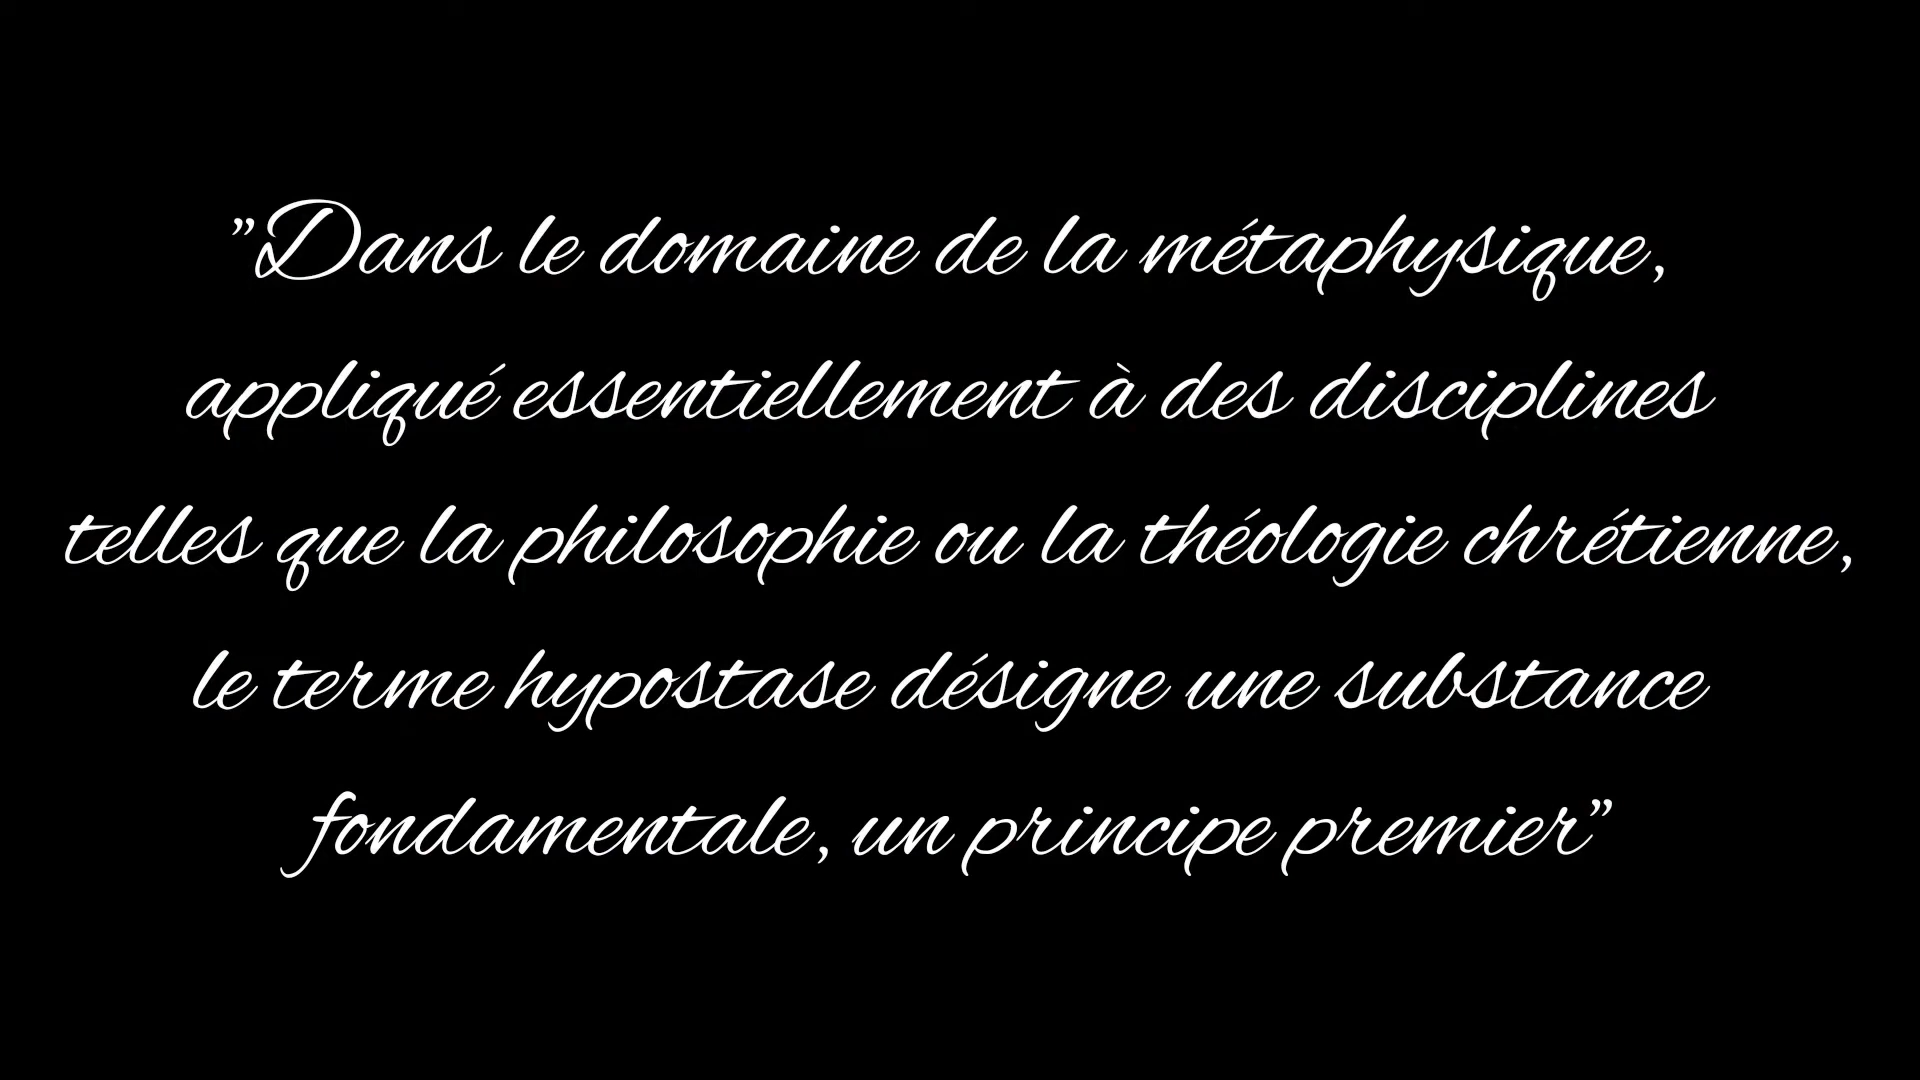 "Dans le domaine de la métaphysique,
appliqué essentiellement à des disciplines
telles que la philosophie ou la théologie chrétienne,
le terme hypostase désigne une substance
fondamentale, un principe premier"